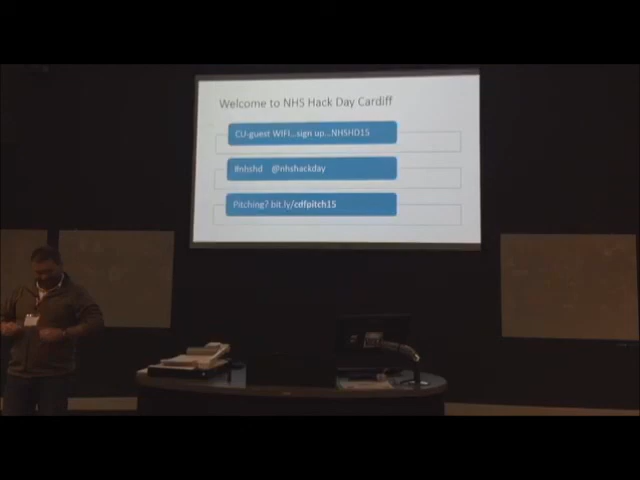 Welcome to NHS Hack Day Cardiff
CU-guest WIFI...sign up...NHSHD15
#nhshd @nhshackday
Pitching? bit.ly/cdfpitch15